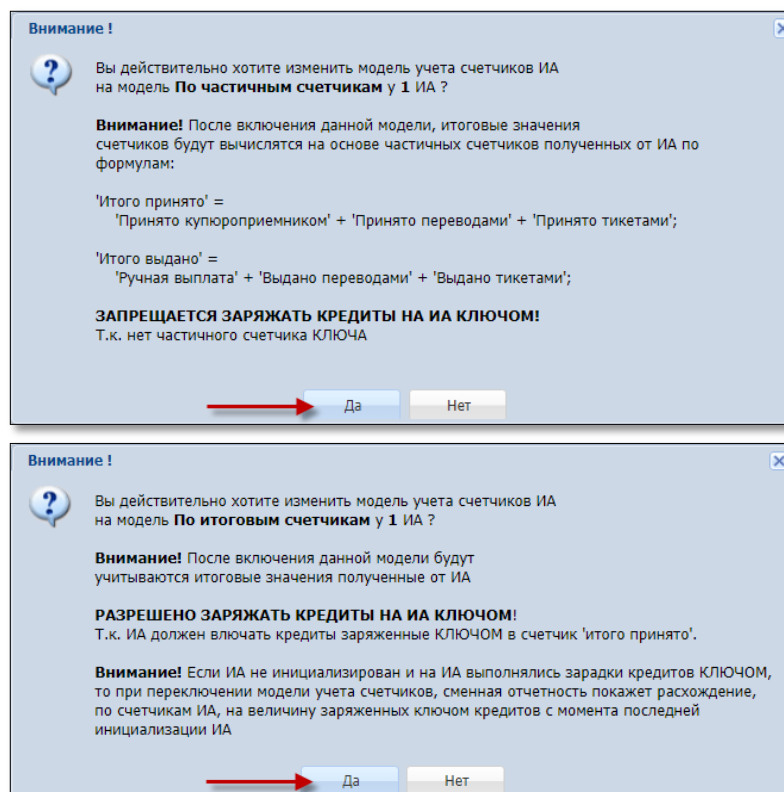 Внимание !
Вы действительно хотите изменить модель учета счетчиков ИА
на модель По частичным счетчикам у 1 ИА ?
Внимание! После включения данной модели, итоговые значения
счетчиков будут вычислятся на основе частичных счетчиков полученных от ИА по
формулам:
'Итого принято' =
'Принято купюроприемником' + 'Принято переводами' + 'Принято тикетами';
'Итого выдано' =
'Ручная выплата' + 'Выдано переводами' + 'Выдано тикетами';
ЗАПРЕЩАЕТСЯ ЗАРЯЖАТЬ КРЕДИТЫ НА ИА КЛЮЧОМ!
Т.к. нет частичного счетчика КЛЮЧА
Да Нет
Внимание !
Вы действительно хотите изменить модель учета счетчиков ИА
на модель По итоговым счетчикам у 1 ИА ?
Внимание! После включения данной модели будут
учитываются итоговые значения полученные от ИА
РАЗРЕШЕНО ЗАРЯЖАТЬ КРЕДИТЫ НА ИА КЛЮЧОМ!
Т.к. ИА должен влючать кредиты заряженные КЛЮЧОМ в счетчик 'итого принято'.
Внимание! Если ИА не инициализирован и на ИА выполнялись зарадки кредитов КЛЮЧОМ,
то при переключении модели учета счетчиков, сменная отчетность покажет расхождение,
по счетчикам ИА, на величину заряженных ключом кредитов с момента последней
инициализации ИА
Да Нет